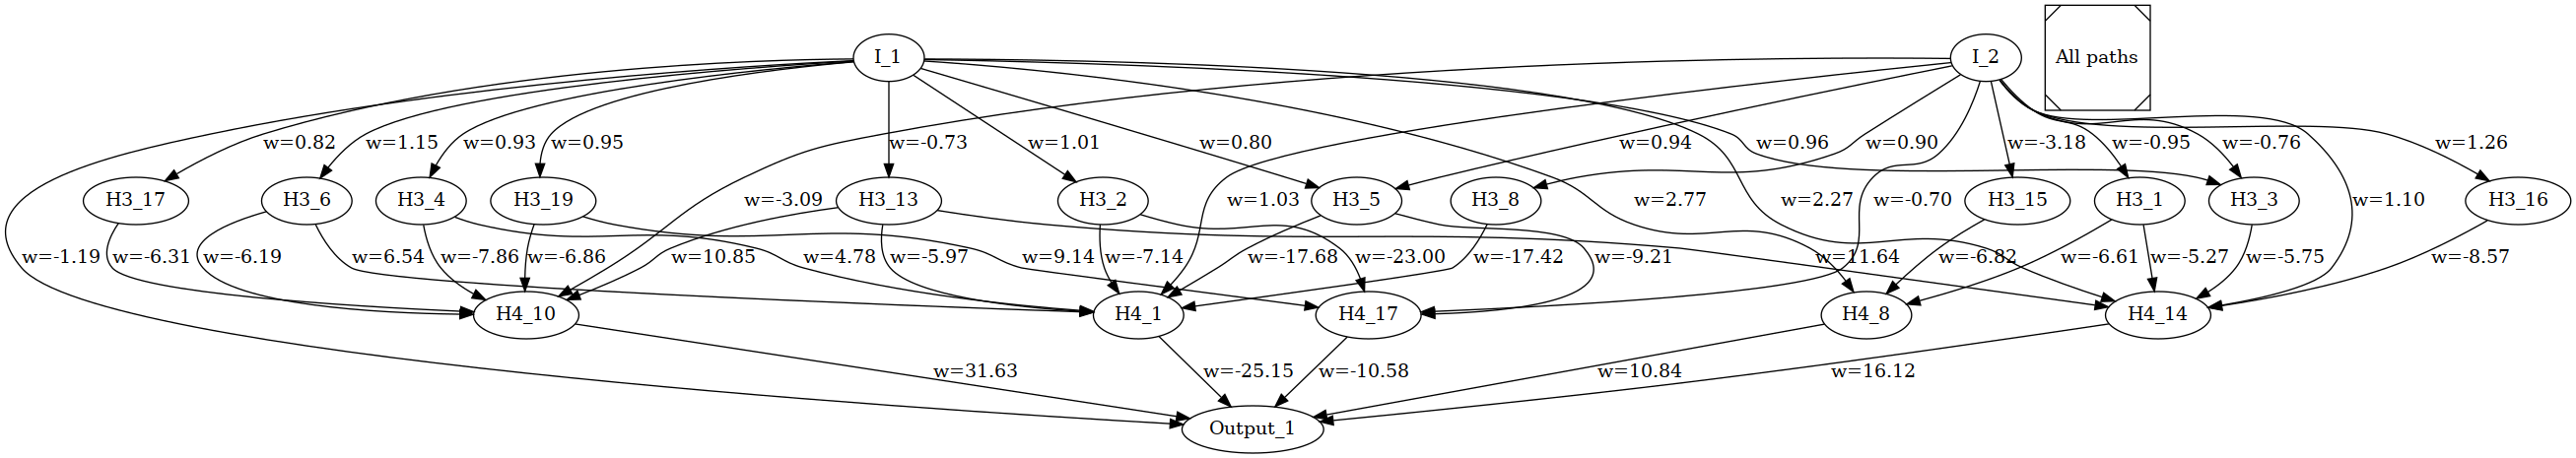 I_1
I_2
All paths
w=0.82
w=1.15
w=0.93
w=0.95
w=-0.73
w=1.01
w=0.80
w=0.94
w=0.96
w=0.90
w=-3.18
w=-0.95
w=-0.76
w=1.26
H3_17
H3_6
H3_4
H3_19
w=-3.09
H3_13
H3_2
w=1.03
H3_5
H3_8
w=2.77
w=2.27
w=-0.70
H3_15
H3_1
H3_3
w=1.10
H3_16
w=-1.19
w=-6.31
w=-6.19
w=6.54
w=-7.86
w=-6.86
w=10.85
w=4.78
w=-5.97
w=9.14
w=-7.14
w=-17.68
w=-23.00
w=-17.42
w=-9.21
w=11.64
w=-6.82
w=-6.61
w=-5.27
w=-5.75
w=-8.57
H4_10
H4_1
H4_17
H4_8
H4_14
w=31.63
w=-25.15
w=-10.58
w=10.84
w=16.12
Output_1